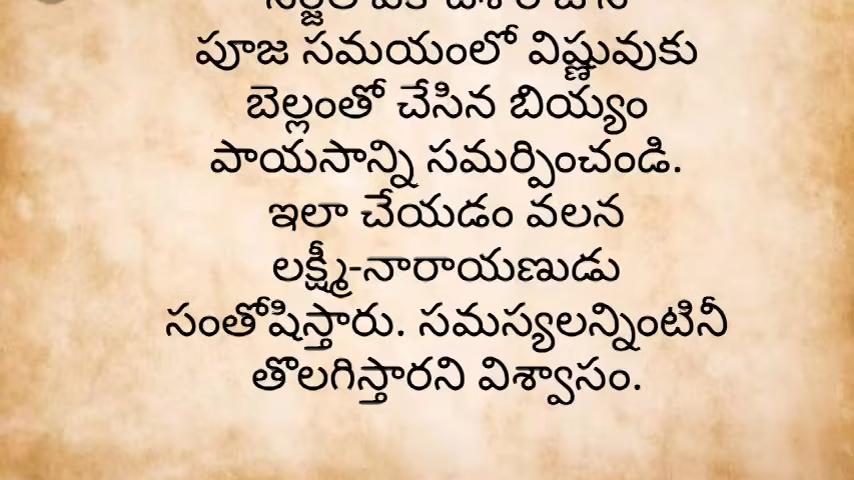 పూజ సమయంలో విష్ణువుకు
బెల్లంతో చేసిన బియ్యం
పాయసాన్ని సమర్పించండి.
ఇలా చేయడం వలన
లక్ష్మీ-నారాయణుడు
సంతోషిస్తారు. సమస్యలన్నింటినీ
తొలగిస్తారని విశ్వాసం.